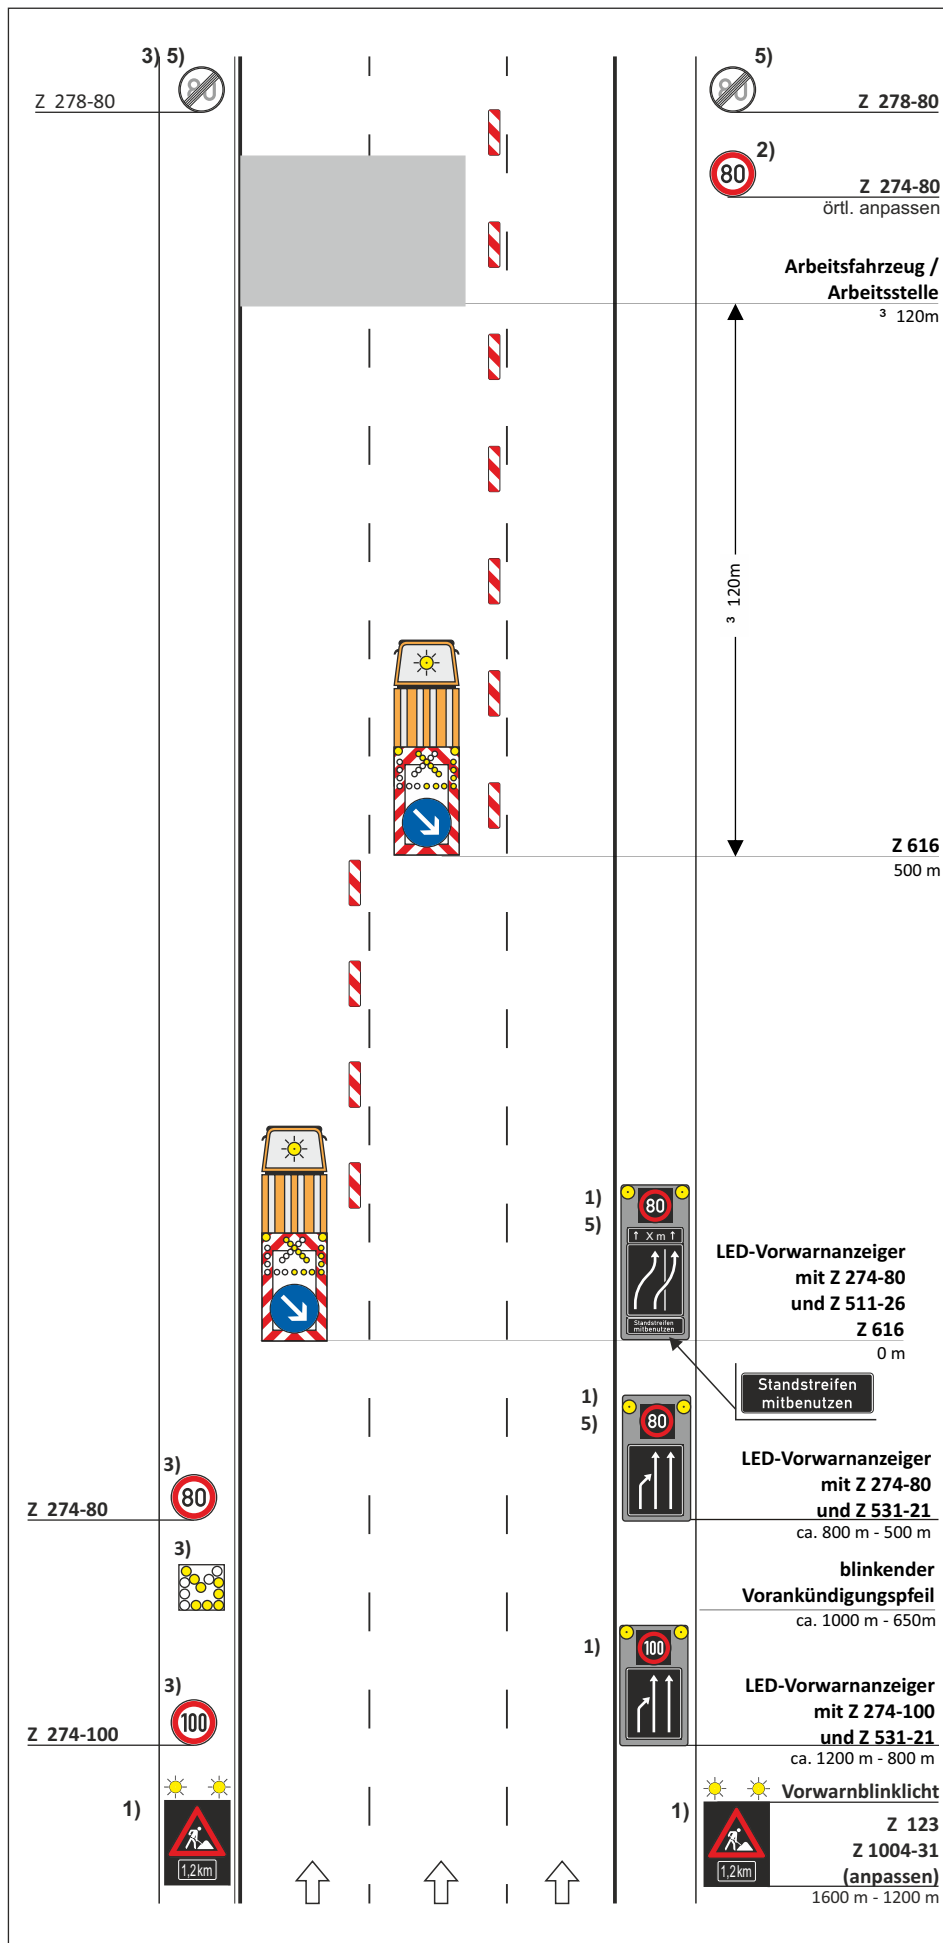 3) 5)
80
Z 278-80
5)
80
Z 278-80
2)
80
Z 274-80
örtl. anpassen
Arbeitsfahrzeug /
Arbeitsstelle
³ 120m
³ 120m
Z 616
500 m
1)
5)
80
↑ X m ↑
Standstreifen
mitbenutzen
LED-Vorwarnanzeiger
mit Z 274-80
und Z 511-26
Z 616
0 m
Standstreifen
mitbenutzen
1)
5)
80
LED-Vorwarnanzeiger
mit Z 274-80
und Z 531-21
ca. 800 m - 500 m
3)
80
Z 274-80
3)
blinkender
Vorankündigungspfeil
ca. 1000 m - 650m
1)
100
LED-Vorwarnanzeiger
mit Z 274-100
und Z 531-21
ca. 1200 m - 800 m
3)
100
Z 274-100
1)
1,2km
1)
1,2km
Vorwarnblinklicht
Z 123
Z 1004-31
(anpassen)
1600 m - 1200 m